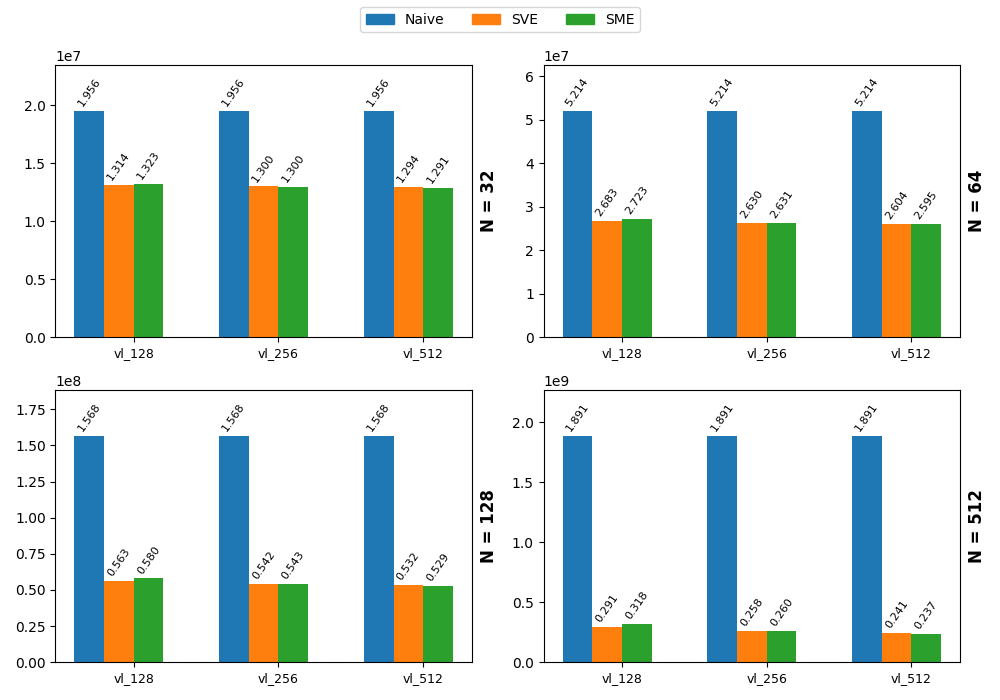 Naive SVE SME
1e7
2.0
1.5
1.0
0.5
0.0
1.956 1.314 1.323 1.956 1.300 1.300 1.956 1.294 1.291
vl_128 vl_256 vl_512
N = 32
1e7
6
5
4
3
2
1
0
5.214 2.683 2.723 5.214 2.630 2.631 5.214 2.604 2.595
vl_128 vl_256 vl_512
N = 64
1e8
1.75
1.50
1.25
1.00
0.75
0.50
0.25
0.00
1.568 0.563 0.580 1.568 0.542 0.543 1.568 0.532 0.529
vl_128 vl_256 vl_512
N = 128
1e9
2.0
1.5
1.0
0.5
0.0
1.891 0.291 0.318 1.891 0.258 0.260 1.891 0.241 0.237
vl_128 vl_256 vl_512
N = 512